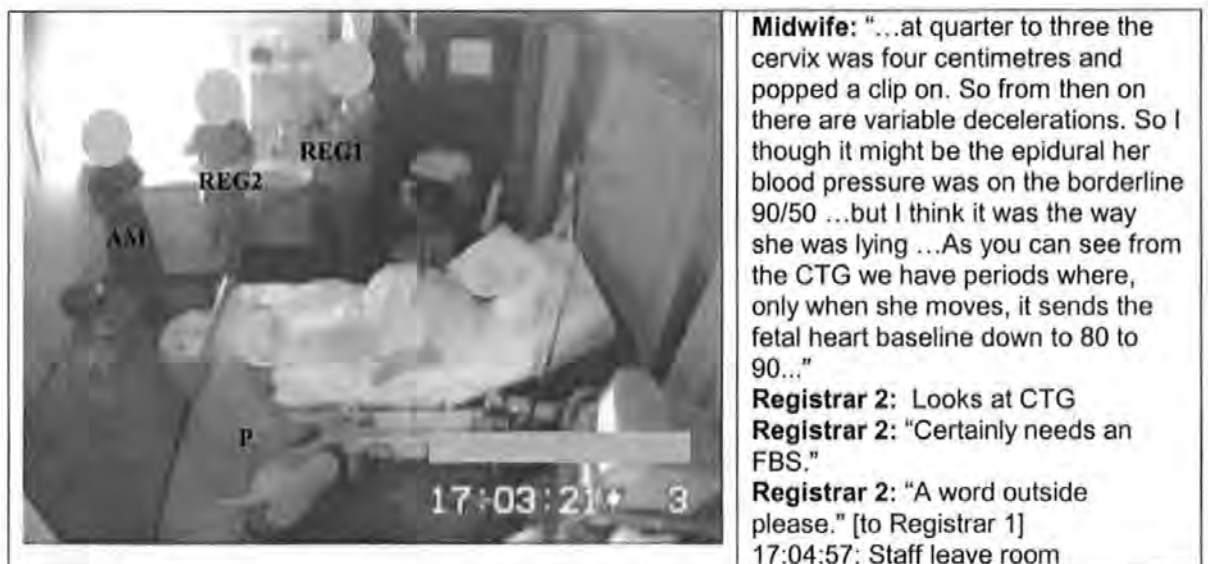 REG1
REG2
AM
P
17:03:21* 3
Midwife: “…at quarter to three the
cervix was four centimetres and
popped a clip on. So from then on
there are variable decelerations. So I
though it might be the epidural her
blood pressure was on the borderline
90/50 …but I think it was the way
she was lying …As you can see from
the CTG we have periods where,
only when she moves, it sends the
fetal heart baseline down to 80 to
90...”
Registrar 2: Looks at CTG
Registrar 2: “Certainly needs an
FBS.”
Registrar 2: “A word outside
please.” [to Registrar 1]
17:04:57: Staff leave room